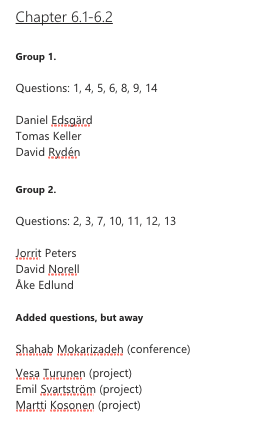 Chapter 6.1-6.2
Group 1.
Questions: 1, 4, 5, 6, 8, 9, 14
Daniel Edsgärd
Tomas Keller
David Rydén
Group 2.
Questions: 2, 3, 7, 10, 11, 12, 13
Jorrit Peters
David Norell
Åke Edlund
Added questions, but away
Shahab Mokarizadeh (conference)
Vesa Turunen (project)
Emil Svartström (project)
Martti Kosonen (project)